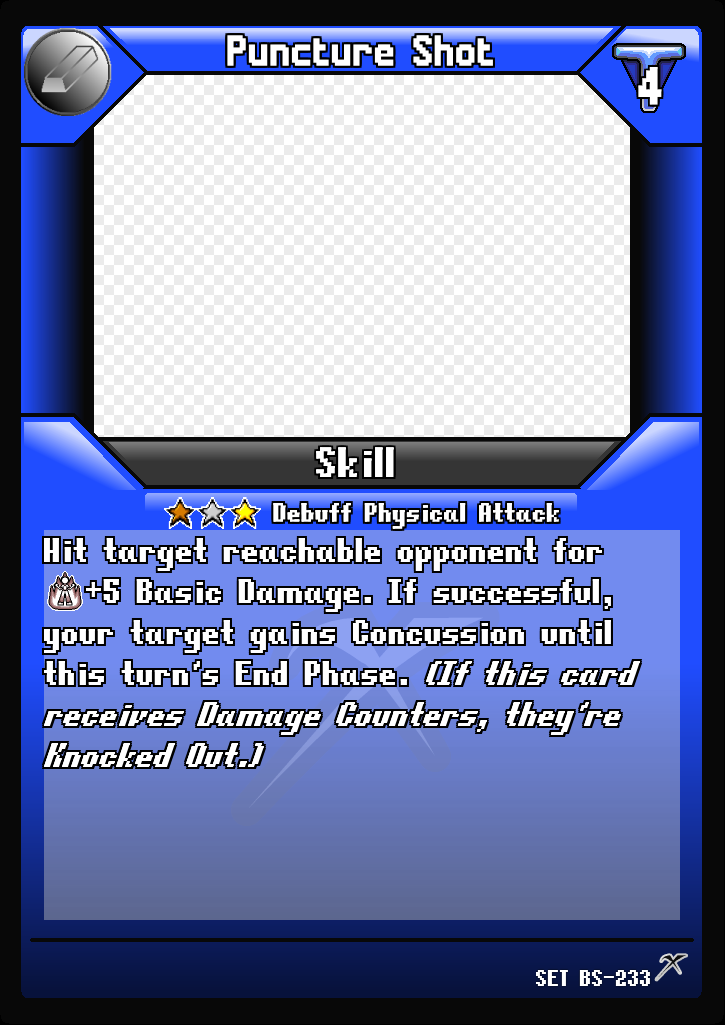 Puncture Shot
4
Skill
Debuff Physical Attack
Hit target reachable opponent for
+5 Basic Damage. If successful,
your target gains Concussion until
this turn's End Phase. (If this card
receives Damage Counters, they're
Knocked Out.)
SET BS-233